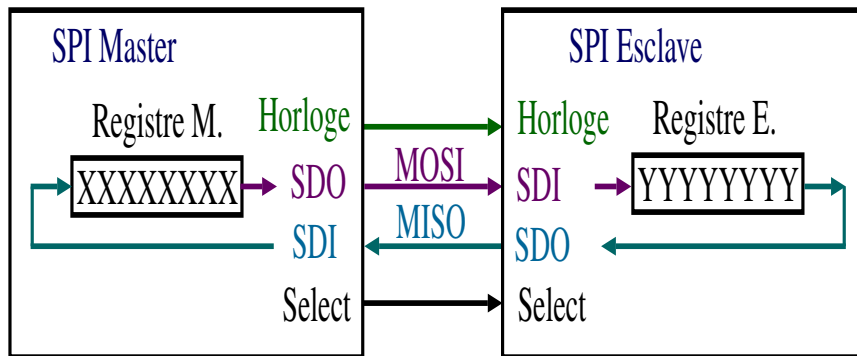 SPI Master
Registre M.
Horloge
XXXXXXXX
SDO
SDI
Select
MOSI
MISO
SPI Esclave
Horloge
Registre E.
SDI
YYYYYYYY
SDO
Select